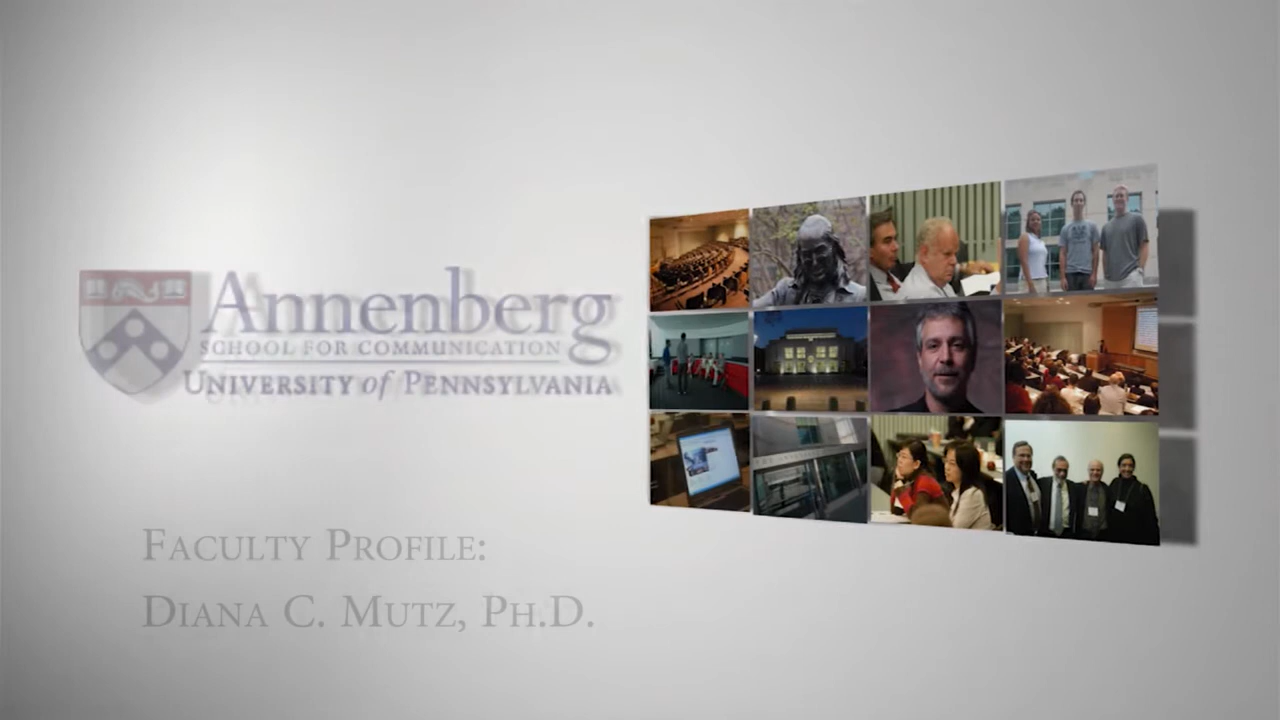 Annenberg
SCHOOL FOR COMMUNICATION
UNIVERSITY of PENNSYLVANIA
FACULTY PROFILE:
DIANA C. MUTZ, PH.D.